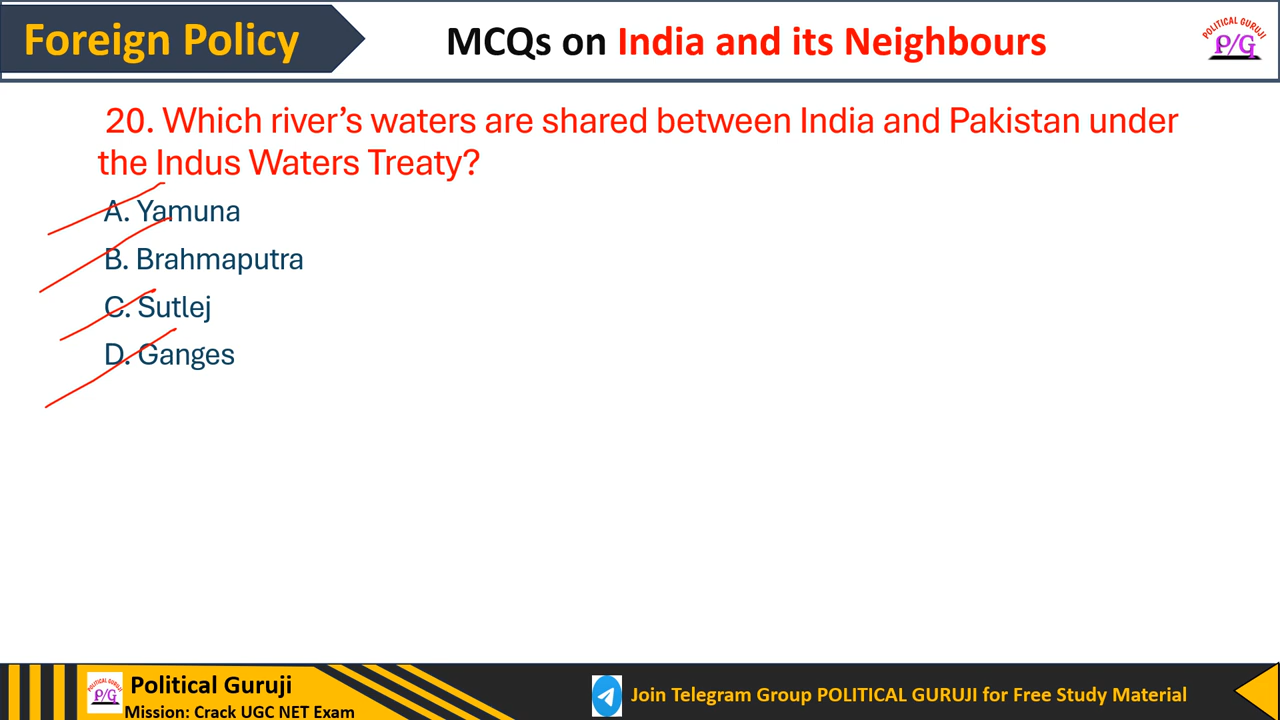 Foreign Policy
MCQs on India and its Neighbours
POLITICAL GURUJI
P/G
20. Which river’s waters are shared between India and Pakistan under
the Indus Waters Treaty?
A. Yamuna
B. Brahmaputra
C. Sutlej
D. Ganges
POLITICAL GURUJI
P/G
Political Guruji
Mission: Crack UGC NET Exam
Join Telegram Group POLITICAL GURUJI for Free Study Material